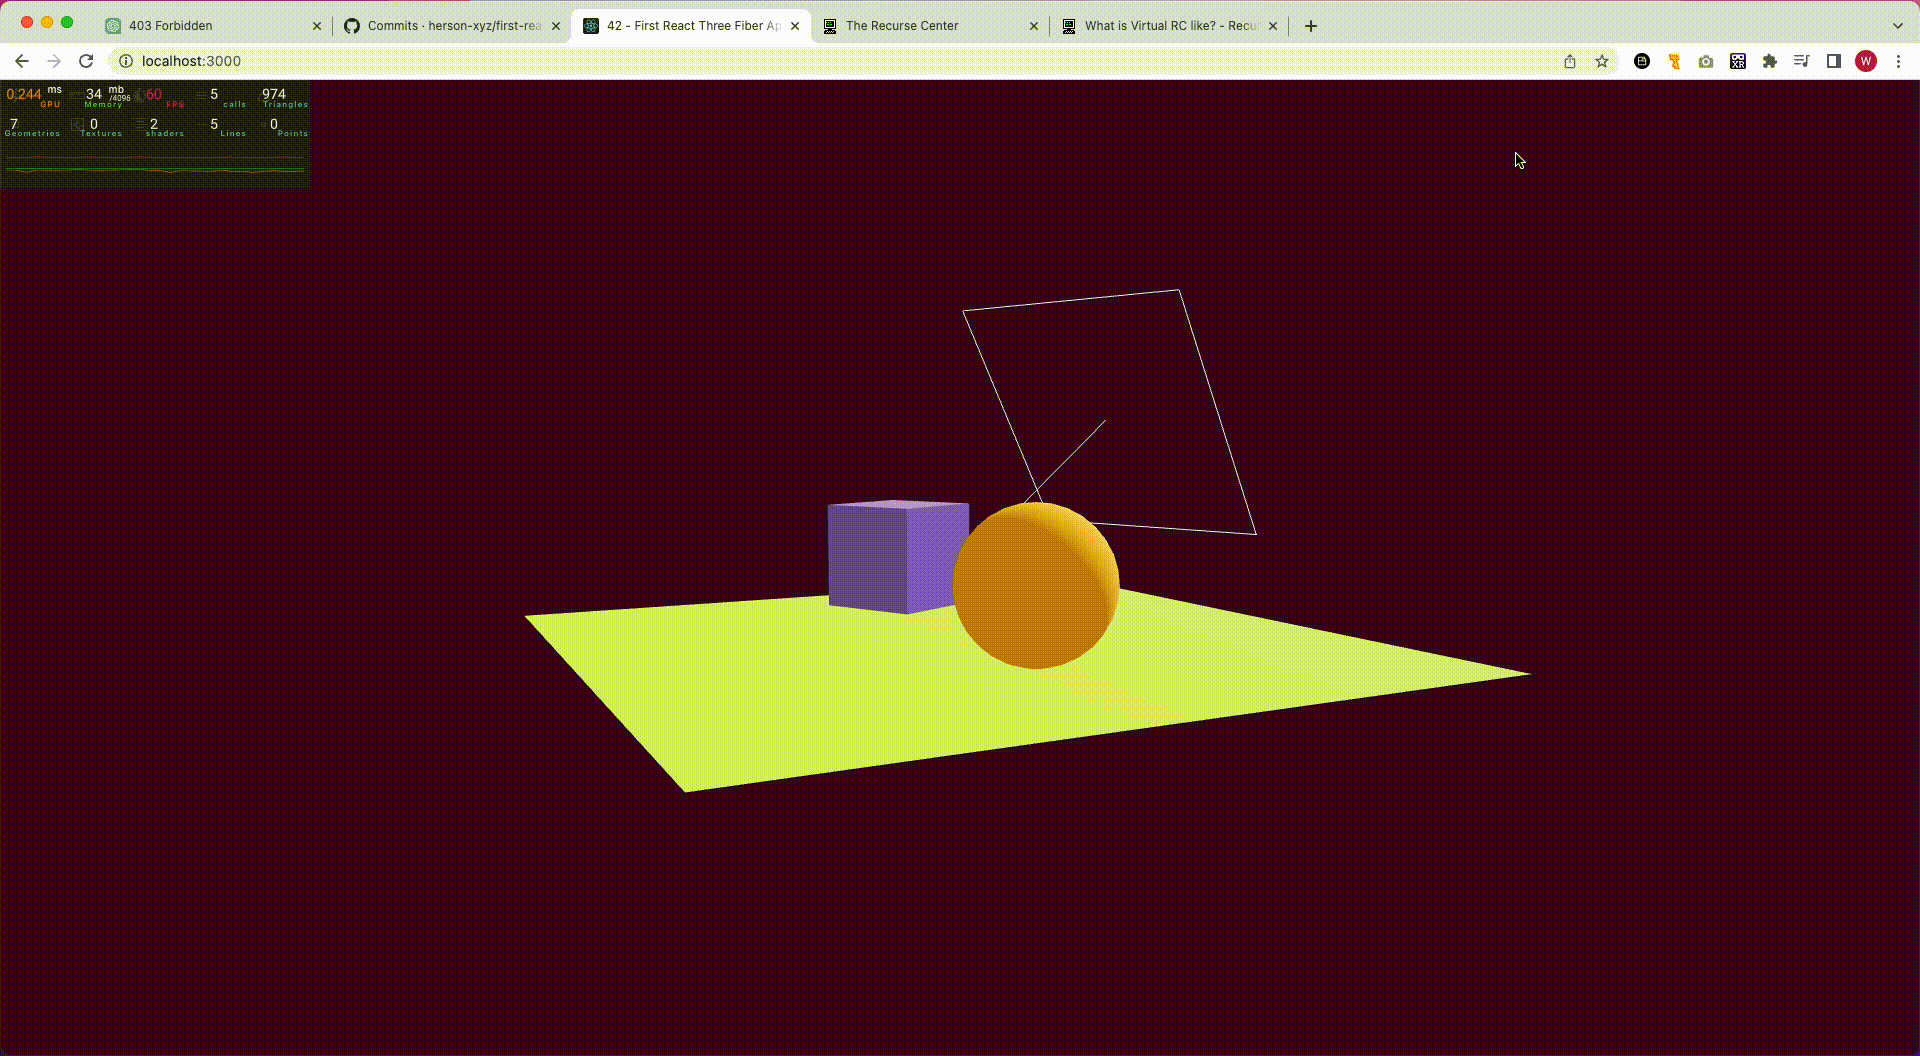 403 Forbidden
Commits · herson-xyz/first-rea
42 - First React Three Fiber Ap
The Recurse Center
What is Virtual RC like? - Recur
localhost:3000
XR
W
0.244 ms GPU
34 mb /4096 Memory
60 FPS
5 calls
974 Triangles
7 Geometries
0 Textures
2 shaders
5 Lines
0 Points